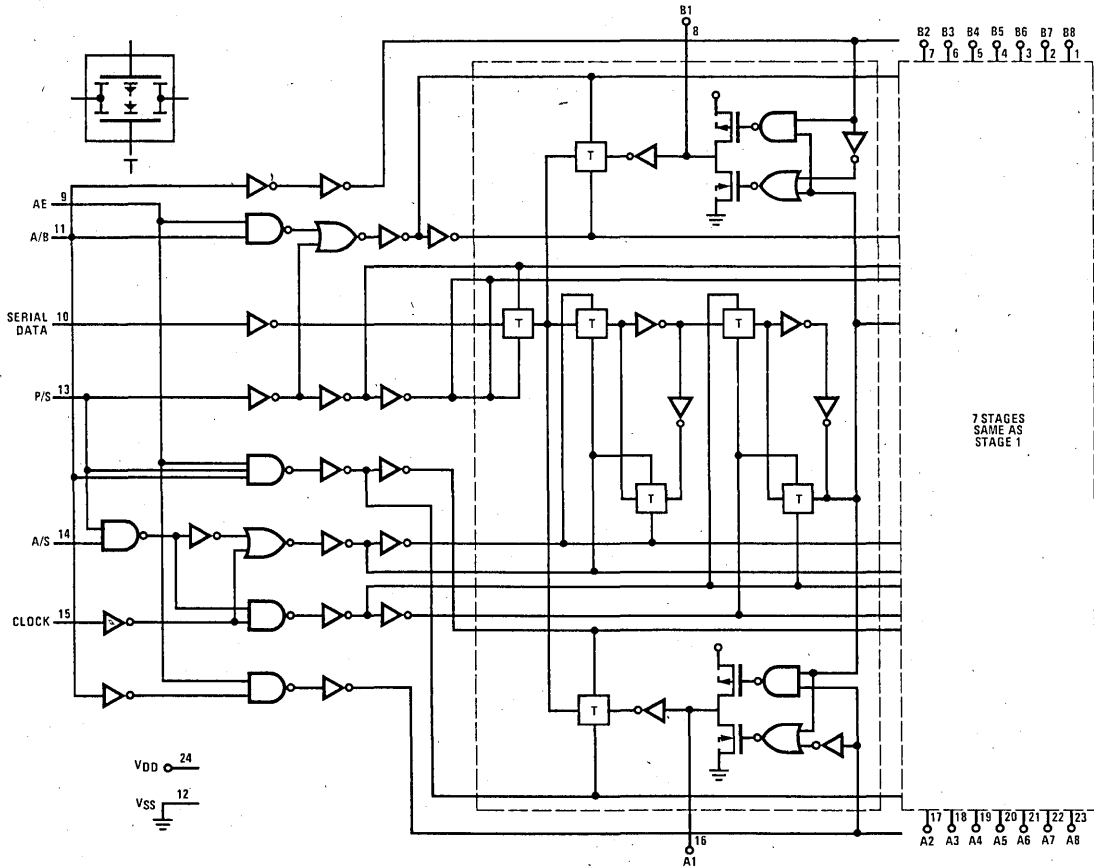 B1
8
B2 B3 B4 B5 B6 B7 B8
7 6 5 4 3 2 1
T
AE 9
A/B 11
SERIAL DATA 10
P/S 13
A/S 14
CLOCK 15
T
T
T
T
T
T
T
7 STAGES
SAME AS
STAGE 1
VDD 24
VSS 12
16
A1
17 18 19 20 21 22 23
A2 A3 A4 A5 A6 A7 A8